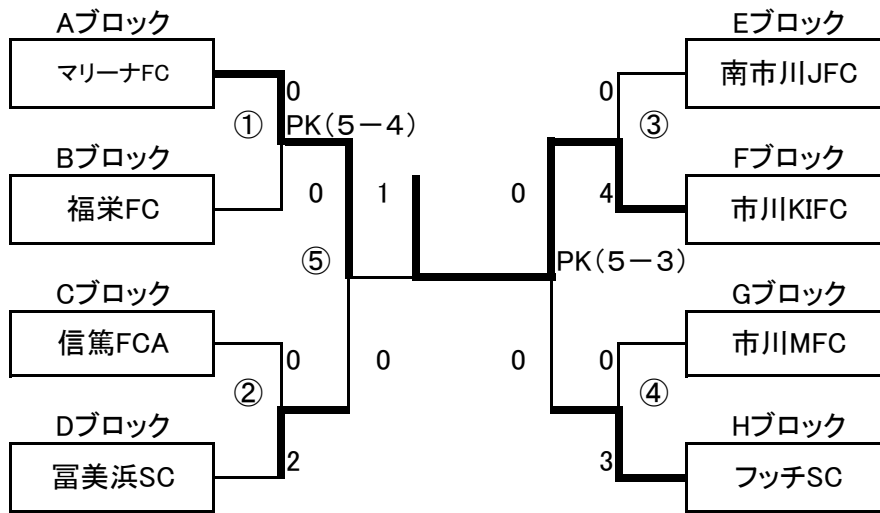 Aブロック Eブロック
マリーナFC 南市川JFC
0 0
① PK(5-4) ③
Bブロック Fブロック
福栄FC 0 1 0 4 市川KIFC
⑤ PK(5-3)
Cブロック Gブロック
信篤FCA 市川MFC
0 0 0 0
② ④
Dブロック Hブロック
冨美浜SC 2 3 フッチSC